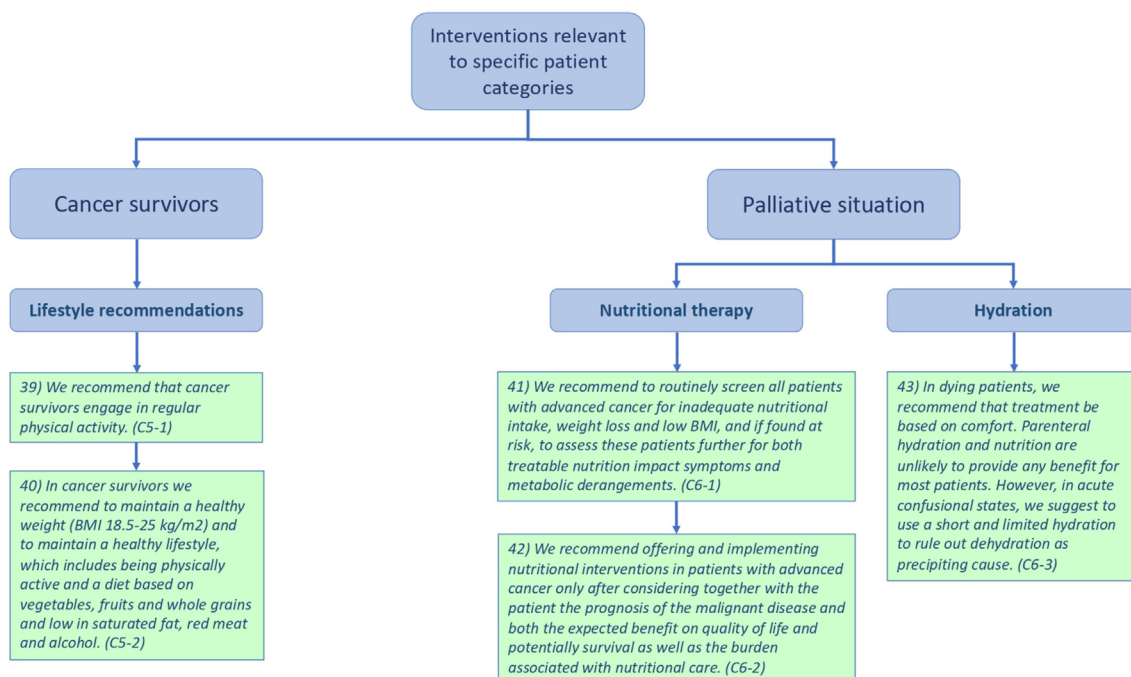 Interventions relevant
to specific patient
categories
Cancer survivors
Palliative situation
Lifestyle recommendations
Nutritional therapy
Hydration
39) We recommend that cancer
survivors engage in regular
physical activity. (C5-1)
40) In cancer survivors we
recommend to maintain a healthy
weight (BMI 18.5-25 kg/m2) and
to maintain a healthy lifestyle,
which includes being physically
active and a diet based on
vegetables, fruits and whole grains
and low in saturated fat, red meat
and alcohol. (C5-2)
41) We recommend to routinely screen all patients
with advanced cancer for inadequate nutritional
intake, weight loss and low BMI, and if found at
risk, to assess these patients further for both
treatable nutrition impact symptoms and
metabolic derangements. (C6-1)
42) We recommend offering and implementing
nutritional interventions in patients with advanced
cancer only after considering together with the
patient the prognosis of the malignant disease and
both the expected benefit on quality of life and
potentially survival as well as the burden
associated with nutritional care. (C6-2)
43) In dying patients, we
recommend that treatment be
based on comfort. Parenteral
hydration and nutrition are
unlikely to provide any benefit for
most patients. However, in acute
confusional states, we suggest to
use a short and limited hydration
to rule out dehydration as
precipiting cause. (C6-3)